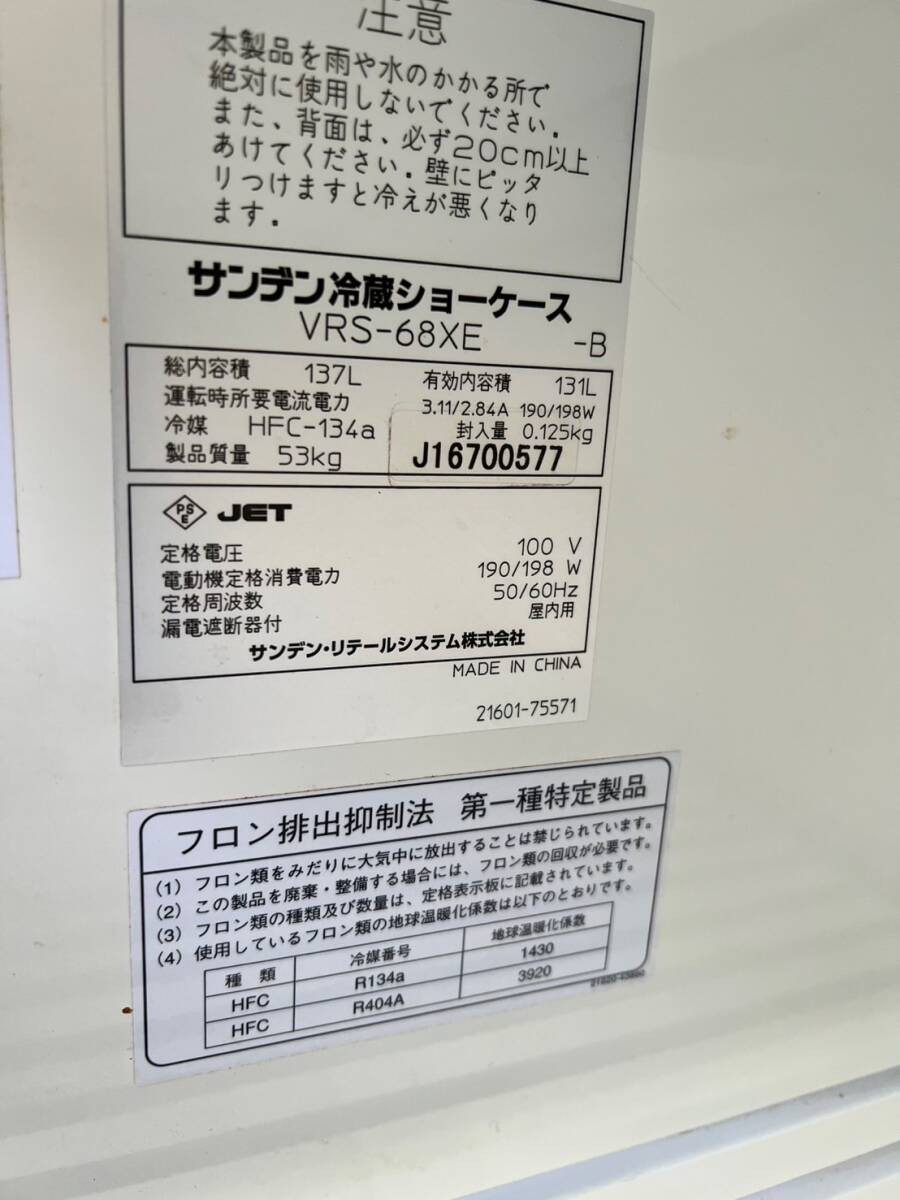 注意
本製品を雨や水のかかる所で
絶対に使用しないでください.
また、背面は、必ず20cm以上
あけてください.壁にピッタ
リつけますと冷えが悪くなり
ます.
サンデン冷蔵ショーケース
VRS-68XE -B
総内容積 137L 有効内容積 131L
運転時所要電流電力 3.11/2.84A 190/198W
冷媒 HFC-134a 封入量 0.125kg
製品質量 53kg J16700577
PSE JET
定格電圧 100 V
電動機定格消費電力 190/198 W
定格周波数 50/60Hz
漏電遮断器付 屋内用
サンデン・リテールシステム株式会社
MADE IN CHINA
21601-75571
フロン排出抑制法 第一種特定製品
(1) フロン類をみだりに大気中に放出することは禁じられています。
(2) この製品を廃棄・整備する場合には、フロン類の回収が必要です。
(3) フロン類の種類及び数量は、定格表示板に記載されています。
(4) 使用しているフロン類の地球温暖化係数は以下のとおりです。
種類 冷媒番号 地球温暖化係数
HFC R134a 1430
HFC R404A 3920